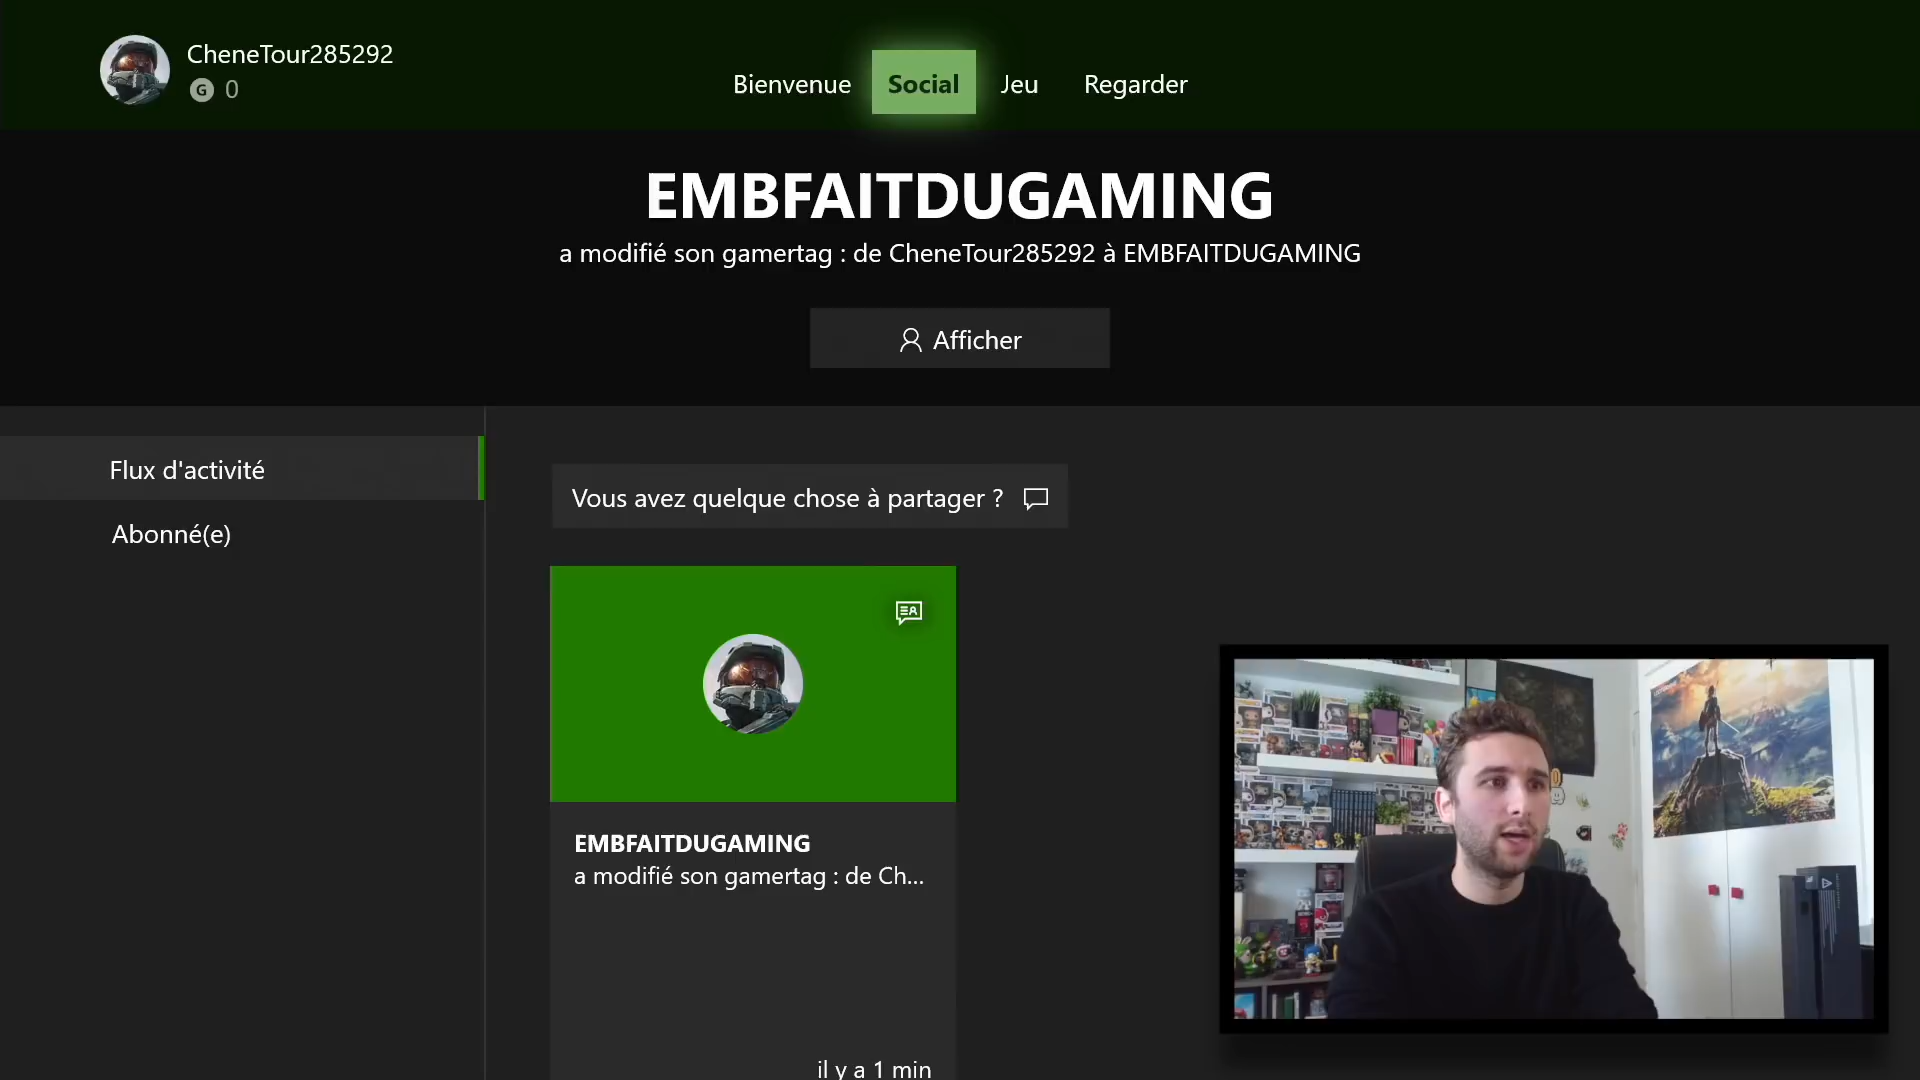 CheneTour285292
G 0
Bienvenue
Social
Jeu
Regarder
EMBFAITDUGAMING
a modifié son gamertag : de CheneTour285292 à EMBFAITDUGAMING
Afficher
Flux d'activité
Abonné(e)
Vous avez quelque chose à partager ?
EMBFAITDUGAMING
a modifié son gamertag : de Ch...
il y a 1 min